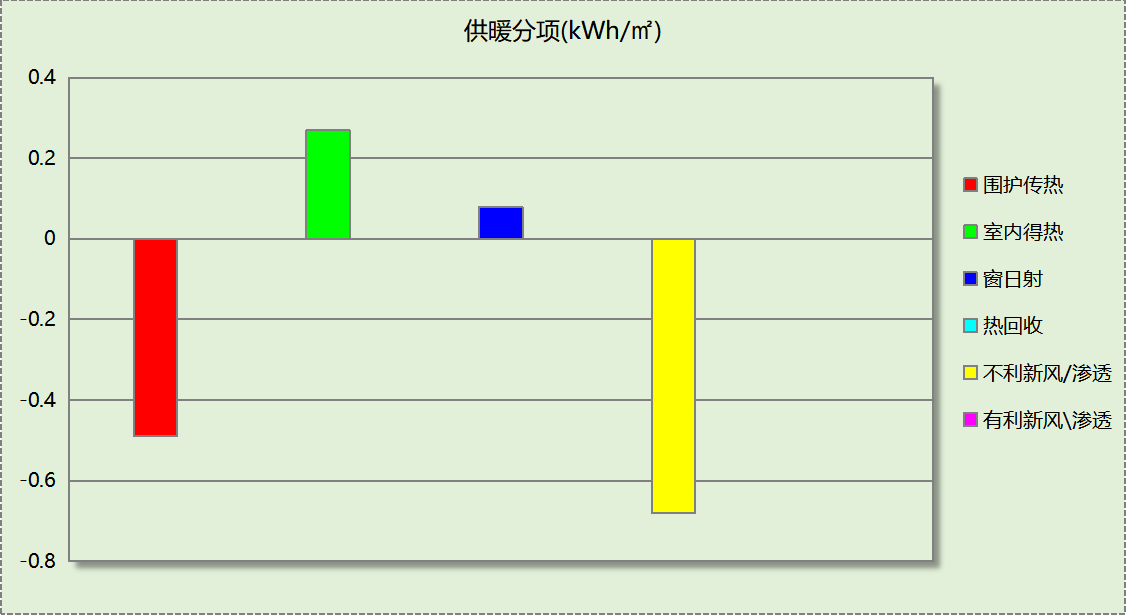 供暖分项(kWh/㎡)
0.4
0.2
0
-0.2
-0.4
-0.6
-0.8
围护传热
室内得热
窗日射
热回收
不利新风/渗透
有利新风\渗透